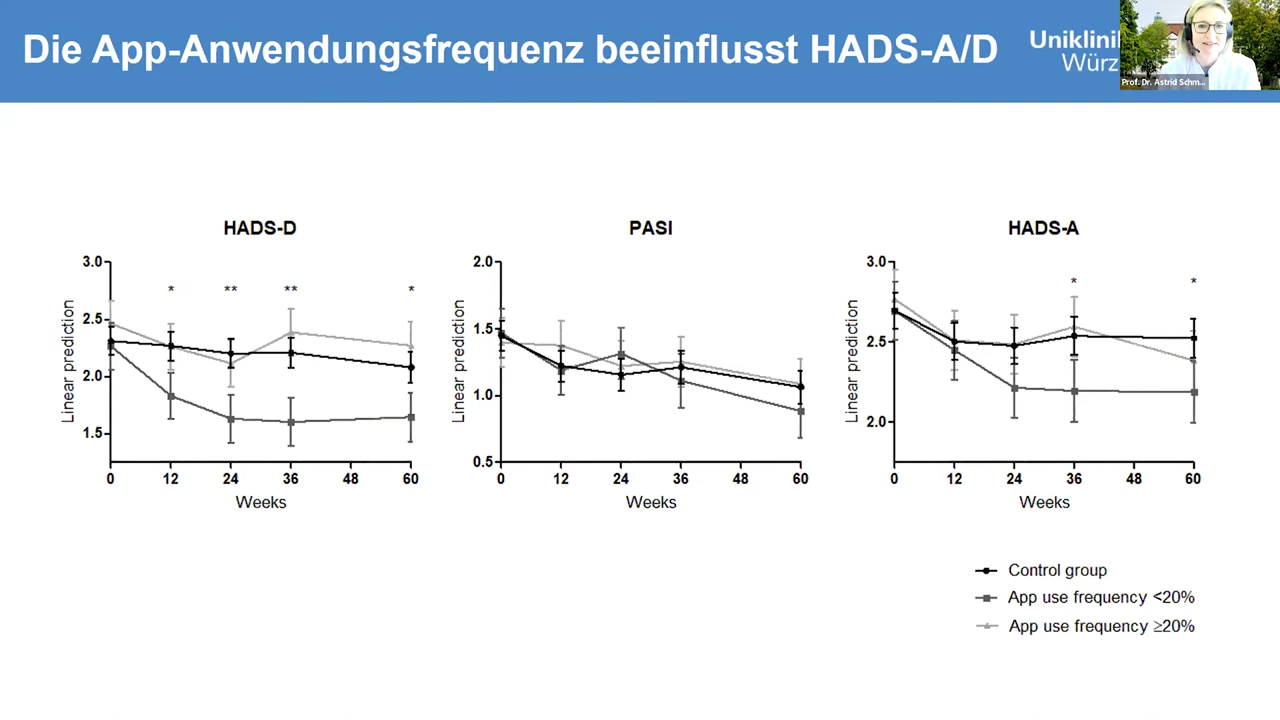 Die App-Anwendungsfrequenz beeinflusst HADS-A/D
Uniklinik
Würz
Prof. Dr. Astrid Schm...
HADS-D
3.0
2.5
2.0
1.5
Linear prediction
* ** ** *
0 12 24 36 48 60
Weeks
PASI
2.0
1.5
1.0
0.5
Linear prediction
0 12 24 36 48 60
Weeks
HADS-A
3.0
2.5
2.0
Linear prediction
* *
0 12 24 36 48 60
Weeks
Control group
App use frequency <20%
App use frequency ≥20%